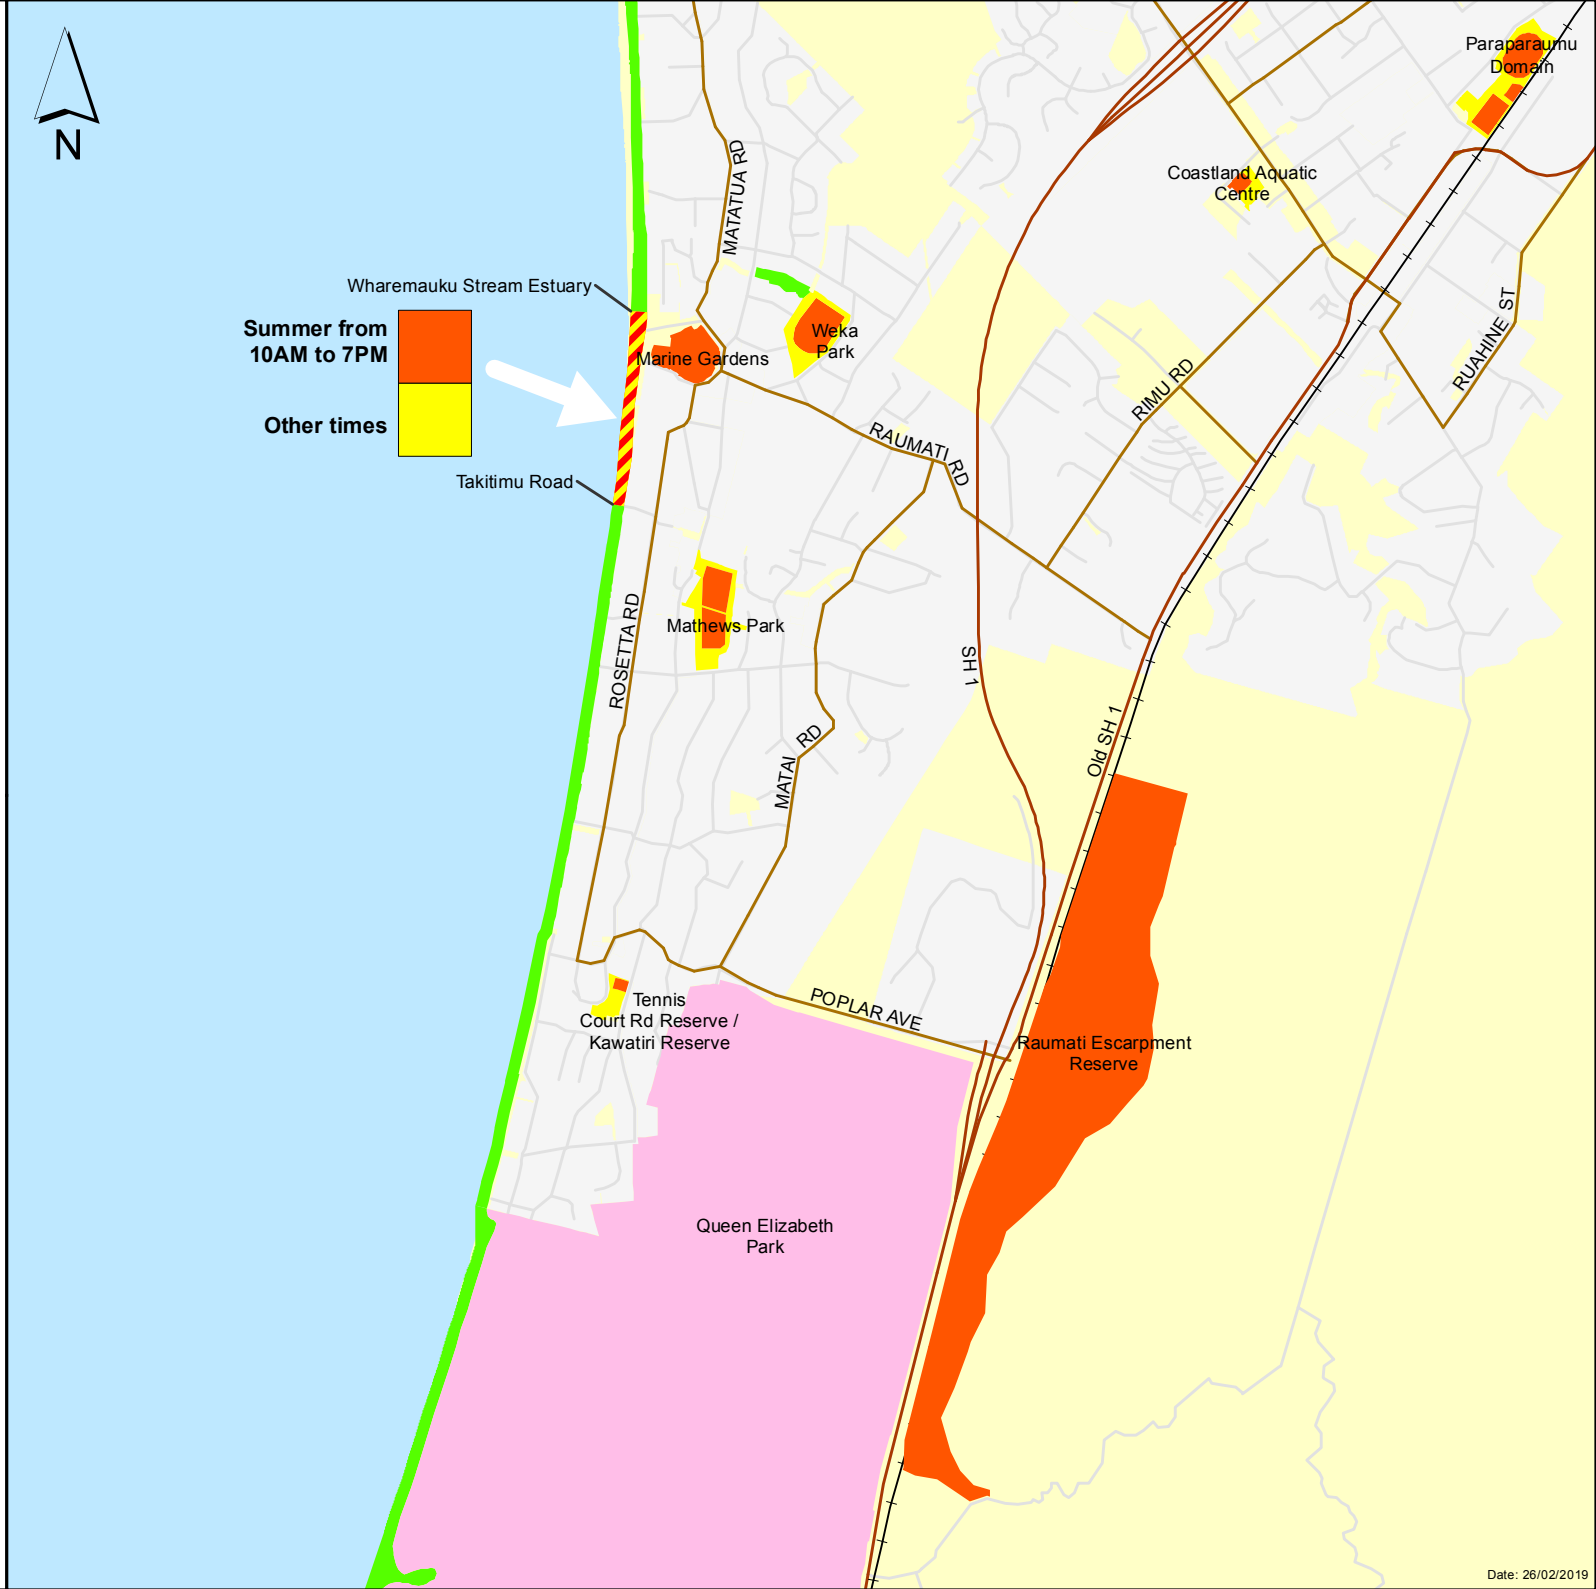 N
Paraparaumu
Domain
Coastland Aquatic
Centre
MATATUA RD
Wharemauku Stream Estuary
Summer from
10AM to 7PM
Other times
Marine Gardens
Weka
Park
RUAHINE ST
RIMU RD
RAUMATI RD
Takitimu Road
Mathews Park
ROSETTA RD
SH 1
Old SH 1
MATAI RD
POPLAR AVE
Tennis
Court Rd Reserve /
Kawatiri Reserve
Raumati Escarpment
Reserve
Queen Elizabeth
Park
Date: 26/02/2019